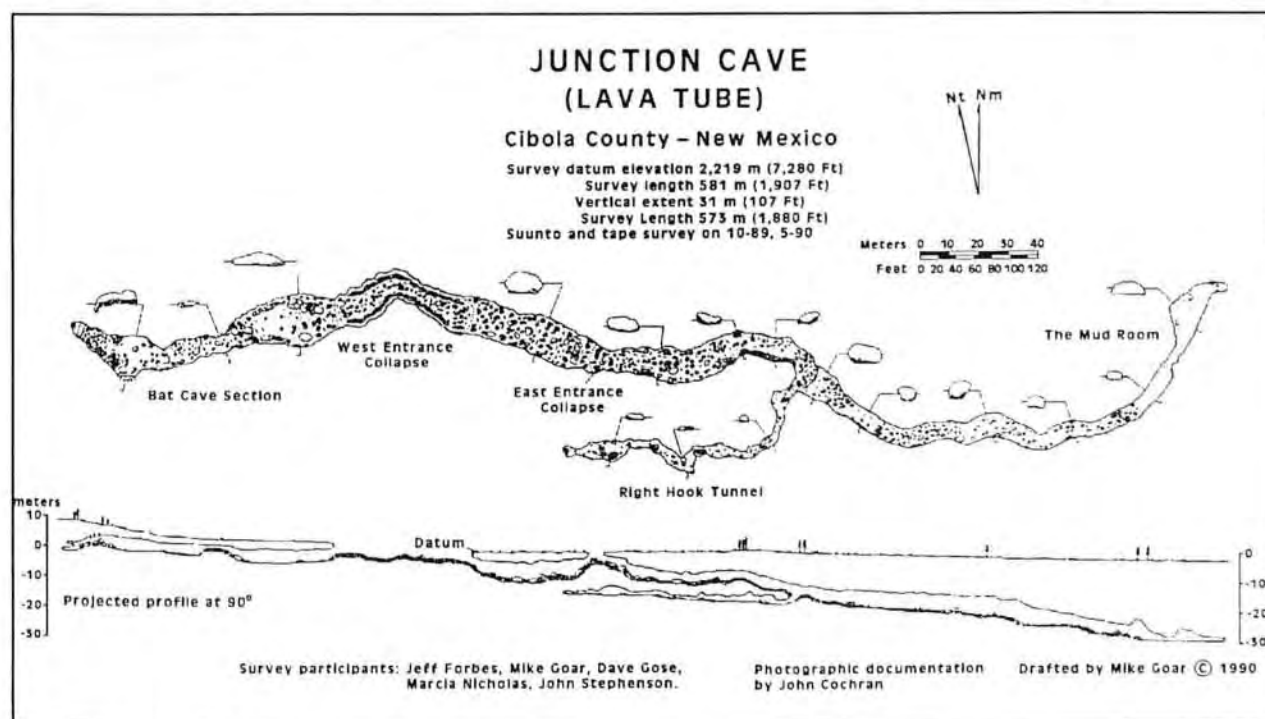 JUNCTION CAVE
(LAVA TUBE)
Cibola County – New Mexico
Survey datum elevation 2,219 m (7,280 Ft)
Survey length 581 m (1,907 Ft)
Vertical extent 31 m (107 Ft)
Survey Length 573 m (1,880 Ft)
Suunto and tape survey on 10-89, 5-90
Nt Nm
Meters 0 10 20 30 40
Feet 0 20 40 60 80 100 120
The Mud Room
West Entrance
Collapse
Bat Cave Section
East Entrance
Collapse
Right Hook Tunnel
meters
10
0
-10
-20
-30
Datum
Projected profile at 90°
0
-10
-20
-30
Survey participants: Jeff Forbes, Mike Goar, Dave Gose,
Marcia Nicholas, John Stephenson.
Photographic documentation
by John Cochran
Drafted by Mike Goar © 1990